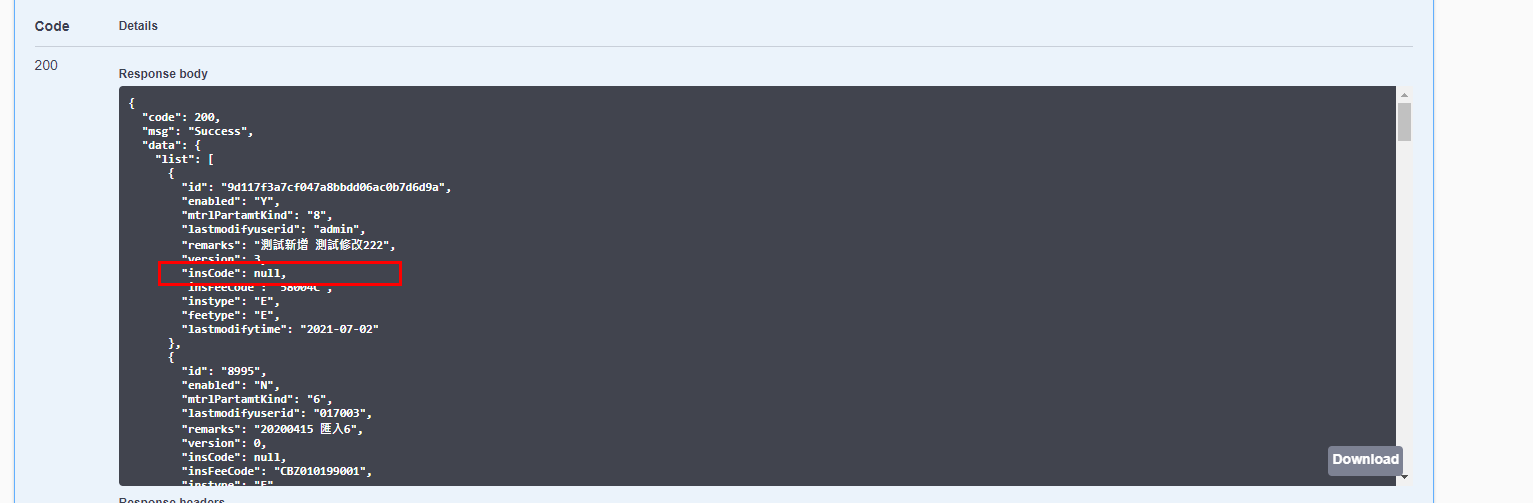 Code Details
200
Response body
{
"code": 200,
"msg": "Success",
"data": {
"list": [
{
"id": "9d117f3a7cf047a8bbdd06ac0b7d6d9a",
"enabled": "Y",
"mtrlPartamtKind": "8",
"lastmodifyuserid": "admin",
"remarks": "測試新增 測試修改222",
"version": 3,
"insCode": null,
"insFeeCode": "58004C",
"instype": "E",
"feetype": "E",
"lastmodifytime": "2021-07-02"
},
{
"id": "8995",
"enabled": "N",
"mtrlPartamtKind": "6",
"lastmodifyuserid": "017003",
"remarks": "20200415 匯入6",
"version": 0,
"insCode": null,
"insFeeCode": "CBZ010199001",
"instype": "E"
Download
Response headers